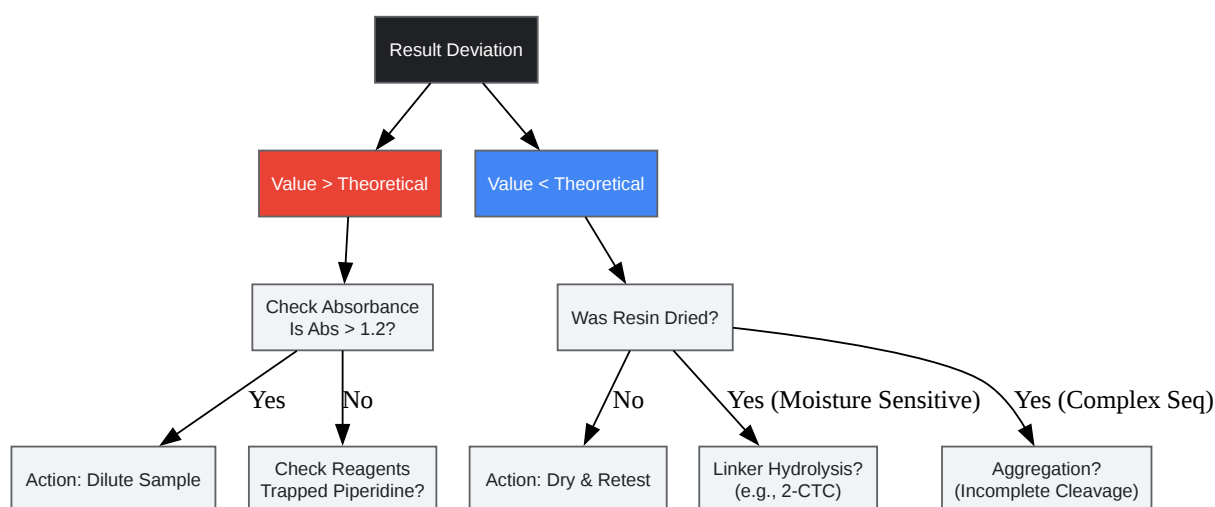 Result Deviation
Value > Theoretical
Value < Theoretical
Check Absorbance
Is Abs > 1.2?
Was Resin Dried?
Yes
No
No
Yes (Moisture Sensitive)
Yes (Complex Seq)
Action: Dilute Sample
Check Reagents
Trapped Piperidine?
Action: Dry & Retest
Linker Hydrolysis?
(e.g., 2-CTC)
Aggregation?
(Incomplete Cleavage)